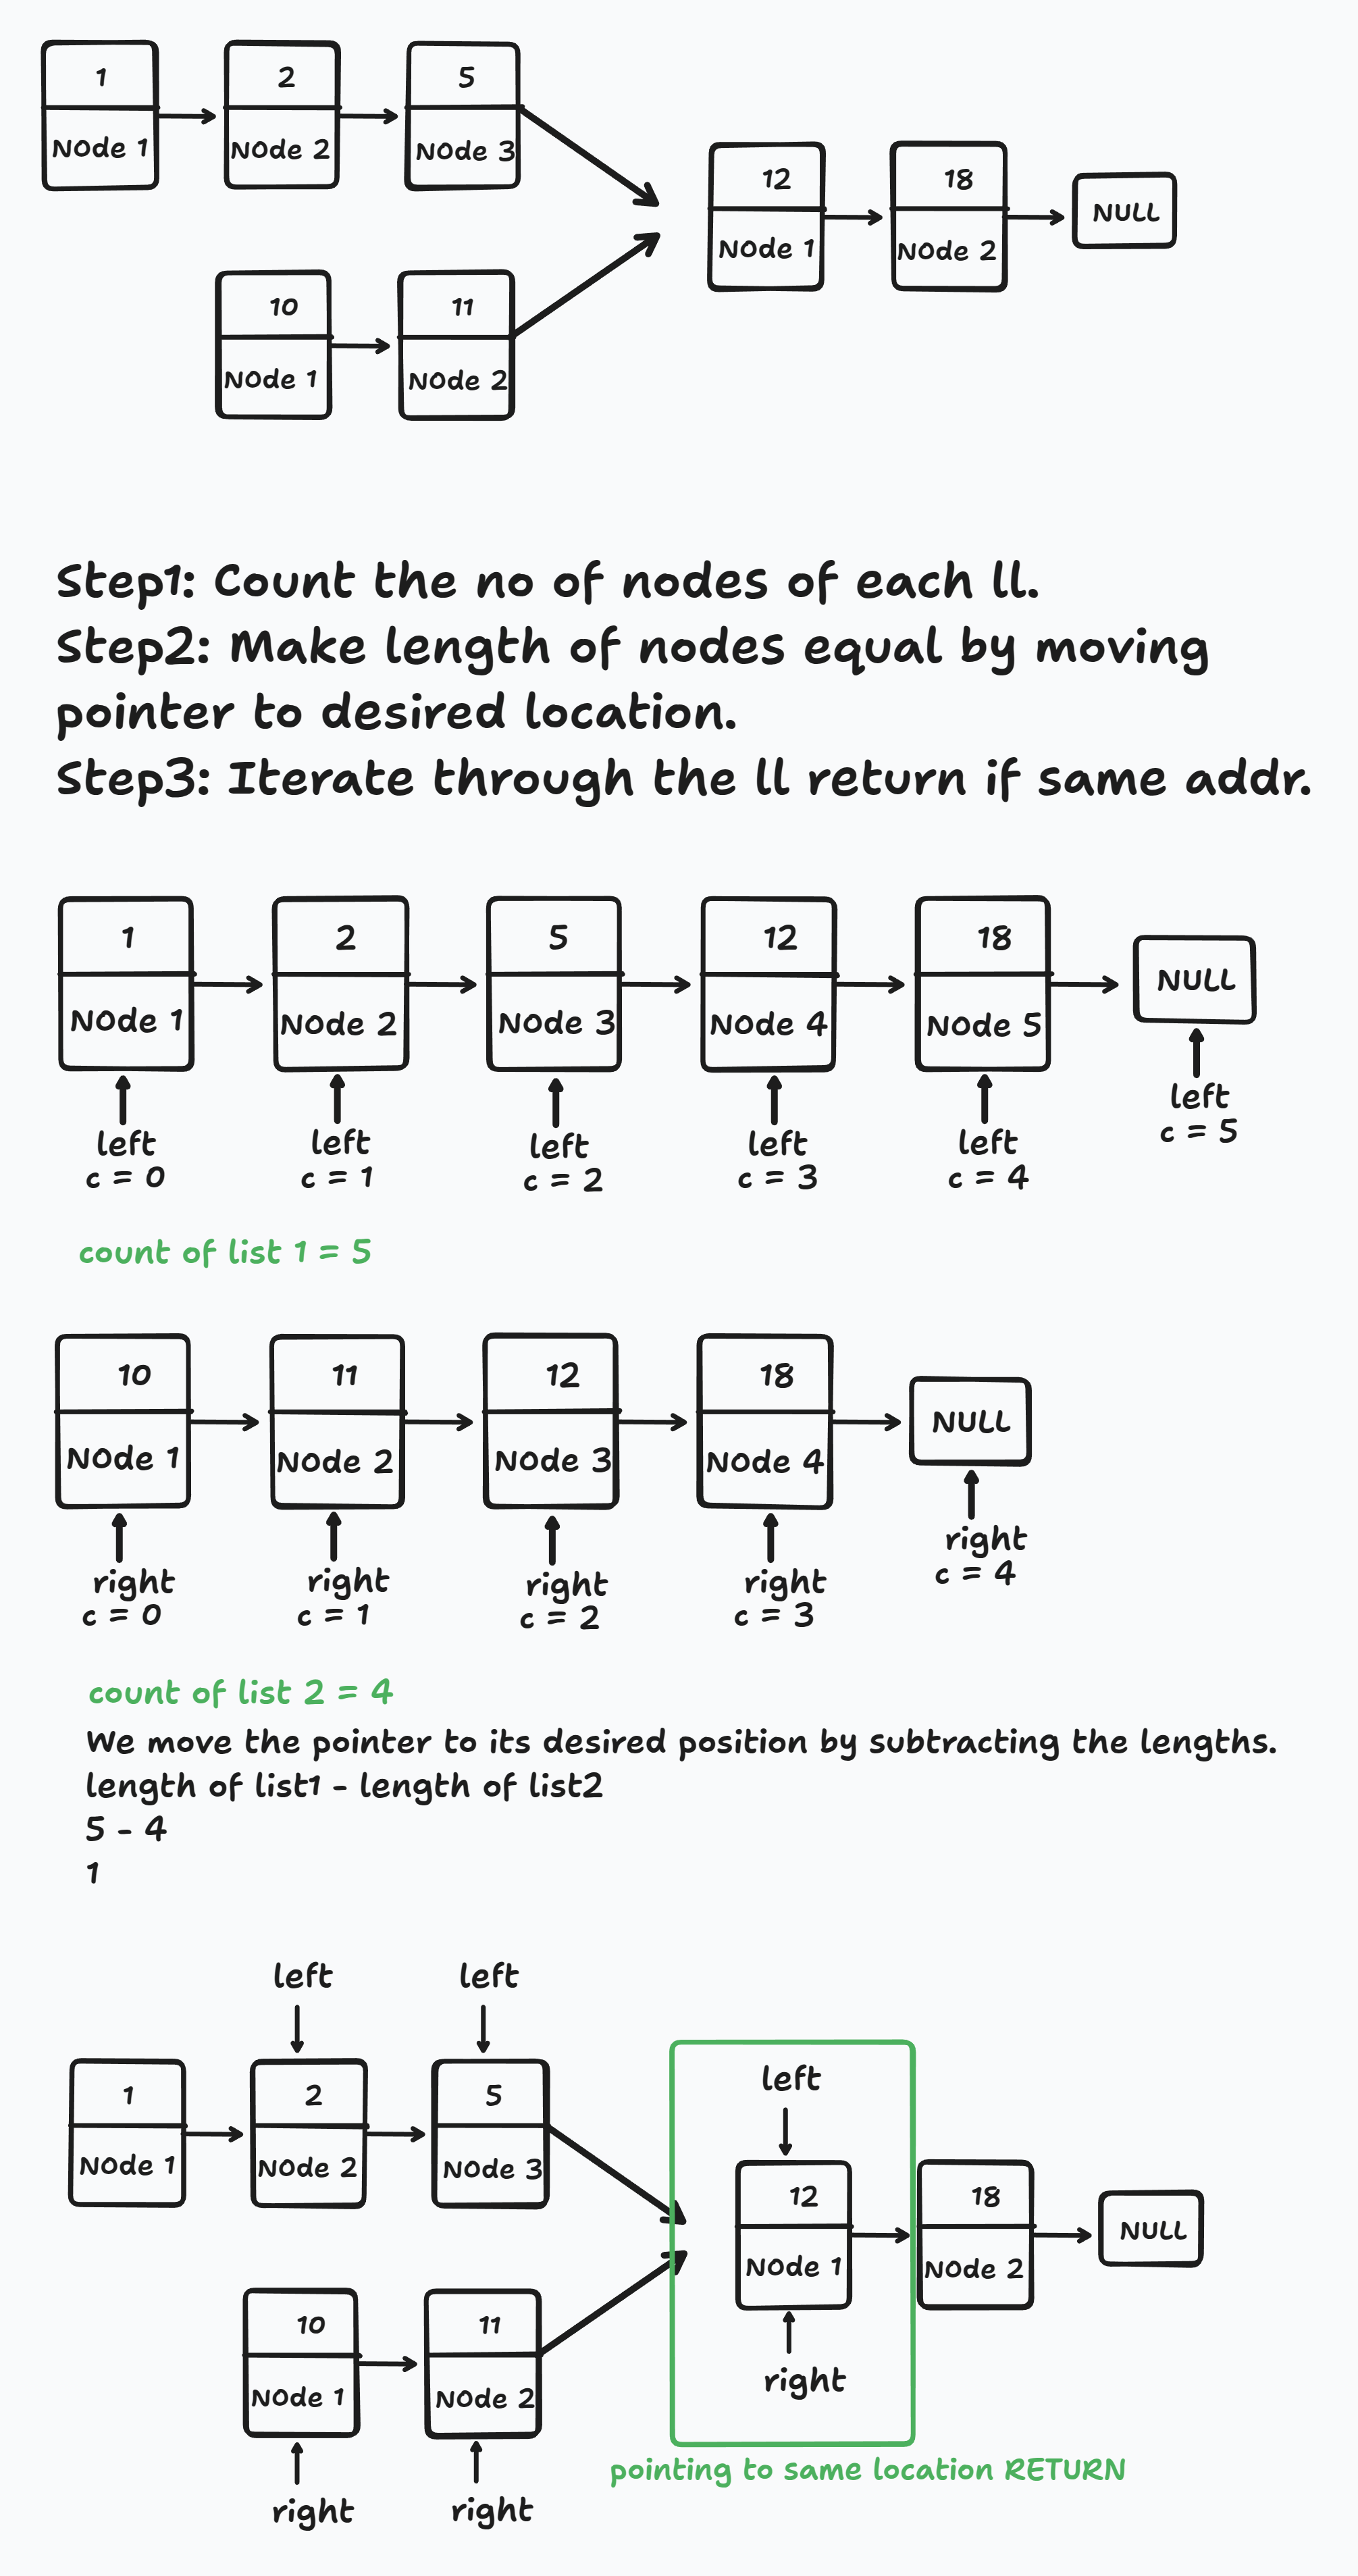 1
2
5
NOde 1
NOde 2
NOde 3
12
18
NULL
NOde 1
NOde 2
10
11
NOde 1
NOde 2
Step1: Count the no of nodes of each ll.
Step2: Make length of nodes equal by moving
pointer to desired location.
Step3: Iterate through the ll return if same addr.
1
2
5
12
18
NULL
NOde 1
NOde 2
NOde 3
NOde 4
NOde 5
left
c = 0
left
c = 1
left
c = 2
left
c = 3
left
c = 4
left
c = 5
count of list 1 = 5
10
11
12
18
NULL
NOde 1
NOde 2
NOde 3
NOde 4
right
c = 0
right
c = 1
right
c = 2
right
c = 3
right
c = 4
count of list 2 = 4
We move the pointer to its desired position by subtracting the lengths.
length of list1 - length of list2
5 - 4
1
left
left
1
2
5
NOde 1
NOde 2
NOde 3
left
12
18
NULL
NOde 1
NOde 2
right
10
11
NOde 1
NOde 2
right
right
pointing to same location RETURN